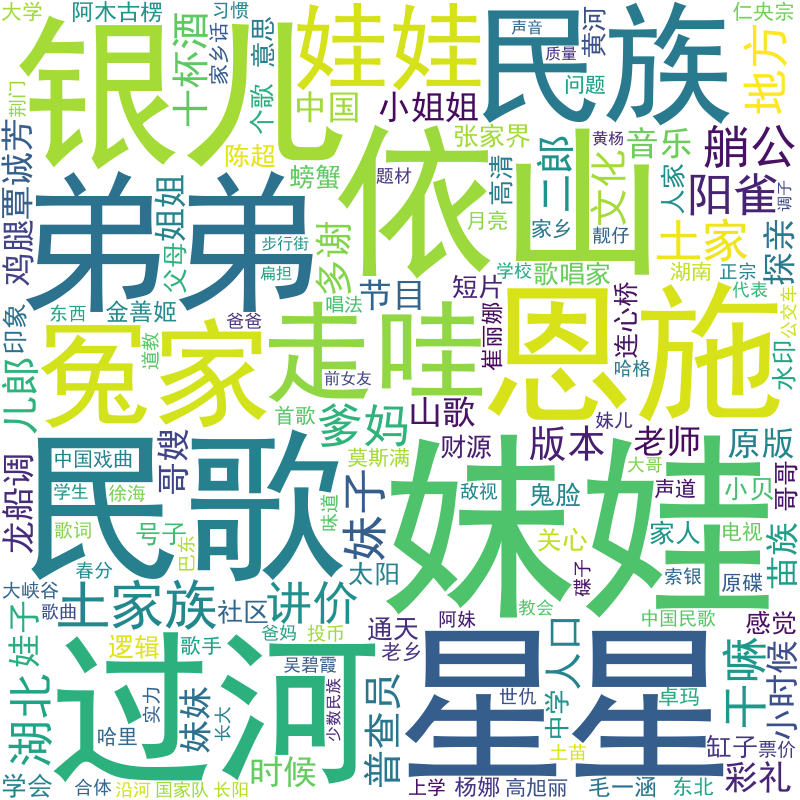 大学
阿木古楞
习惯
家乡话
声音
黄河
仁央宗
银儿
十杯酒
意思
娃娃
民族
地方
质量
荆门
个歌
中国
小姐姐
问题
陈超
张家界
黄杨
音乐
艄公
覃诚芳
弟弟
螃蟹
依山
题材
高清
二郎
文化
人家
阳雀
调子
鸡腿
姐姐
父母
多谢
月亮
家乡
靓仔
土家
探亲
步行街
扁担
学校
歌唱家
湖南
正宗
代表
公交车
东西
金善姬
唱法
节目
短片
崔丽娜
连心桥
恩施
水印
印象
儿郎
冤家
道教
爸爸
走哇
前女友
哈格
首歌
爹妈
山歌
妹儿
龙船调
中国戏曲
哥嫂
莫斯满
财源
版本
老师
大哥
原版
哥哥
学生
徐海
民歌
味道
妹子
敌视
鬼脸
声道
小贝
歌词
号子
巴东
太阳
妹娃
关心
家人
电视
苗族
春分
索银
原碟
碟子
大峡谷
歌曲
娃子
土家族
社区
讲价
教会
阿妹
中国民歌
感觉
逻辑
歌手
爸妈
投币
通天
老乡
人口
干嘛
小时候
湖北
过河
吴碧霞
星星
世仇
中学
卓玛
哈里
实力
妹妹
长大
少数民族
普查员
土苗
缸子
票价
学会
合体
沿河
国家队
长阳
时候
上学
杨娜
高旭丽
毛一涵
东北
彩礼